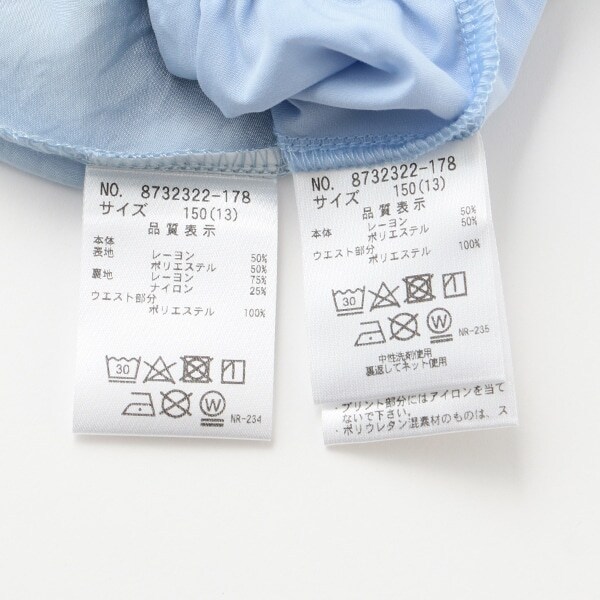 NO. 8732322-178
サイズ 150(13)
品質表示
本体
表地 レーヨン 50%
ポリエステル 50%
裏地 レーヨン 75%
ナイロン 25%
ウエスト部分
ポリエステル 100%
30
W
NR-234
NO. 8732322-178
サイズ 150(13)
品質表示
本体 レーヨン 50%
ポリエステル 50%
ウエスト部分
ポリエステル 100%
30
W
NR-235
中性洗剤使用
裏返してネット使用
・プリント部分にはアイロンを当て
ないで下さい。
・ポリウレタン混素材のものは、ス